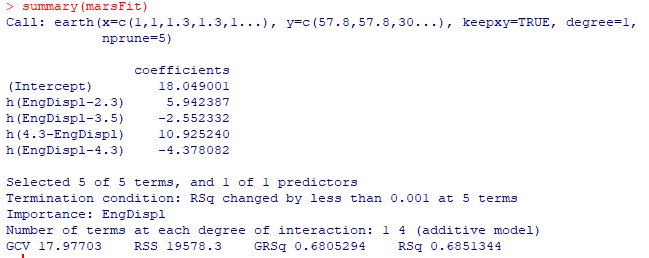 > summary(marsFit)
Call: earth(x=c(1,1,1.3,1.3,1...), y=c(57.8,57.8,30...), keepxy=TRUE, degree=1,
nprune=5)
coefficients
(Intercept) 18.049001
h(EngDispl-2.3) 5.942387
h(EngDispl-3.5) -2.552332
h(4.3-EngDispl) 10.925240
h(EngDispl-4.3) -4.378082
Selected 5 of 5 terms, and 1 of 1 predictors
Termination condition: RSq changed by less than 0.001 at 5 terms
Importance: EngDispl
Number of terms at each degree of interaction: 1 4 (additive model)
GCV 17.97703 RSS 19578.3 GRSq 0.6805294 RSq 0.6851344